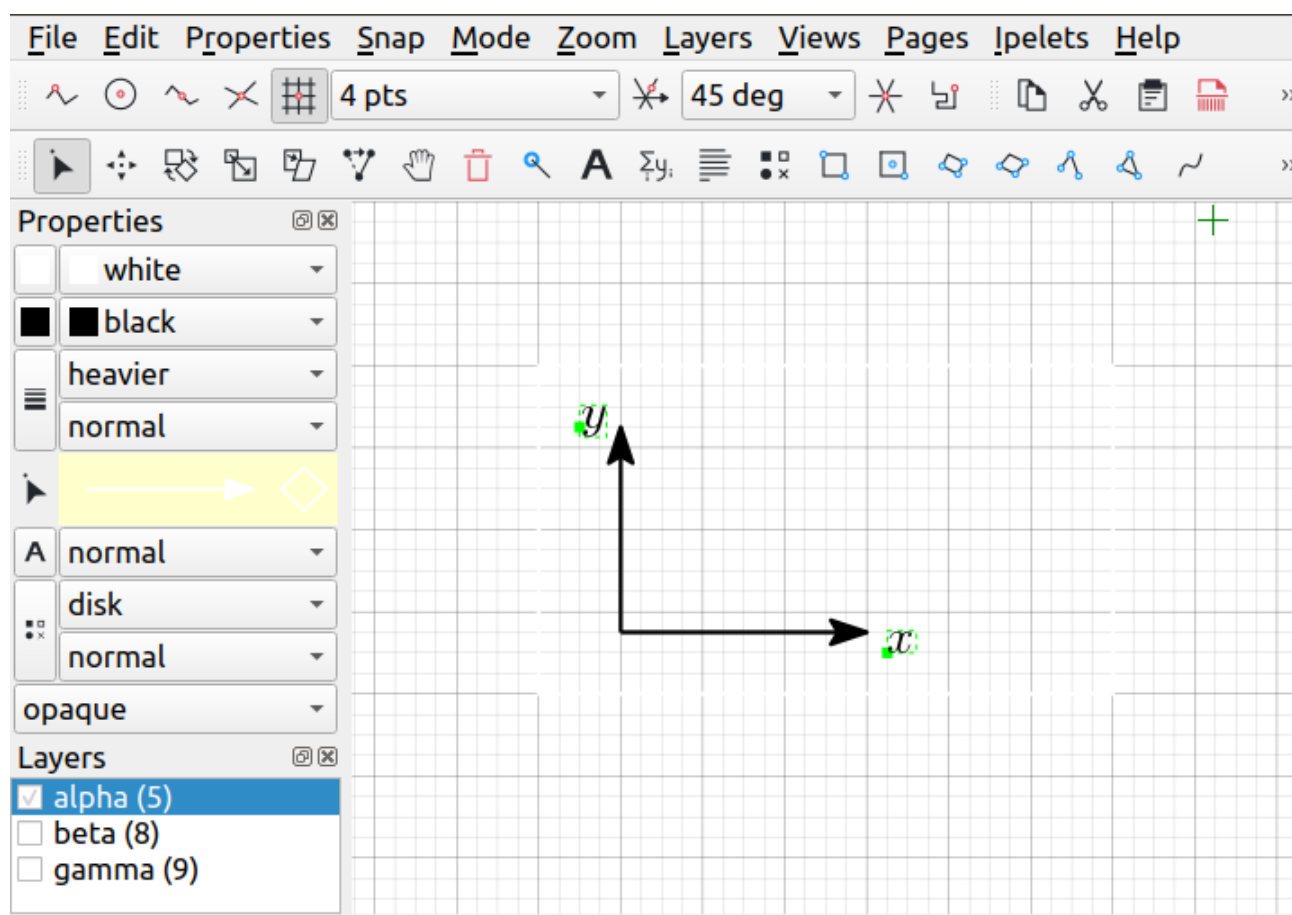 File Edit Properties Snap Mode Zoom Layers Views Pages Ipelets Help
4 pts 45 deg
A Σyi
Properties
white
black
heavier
normal
A normal
disk
normal
opaque
Layers
alpha (5)
beta (8)
gamma (9)
y
x